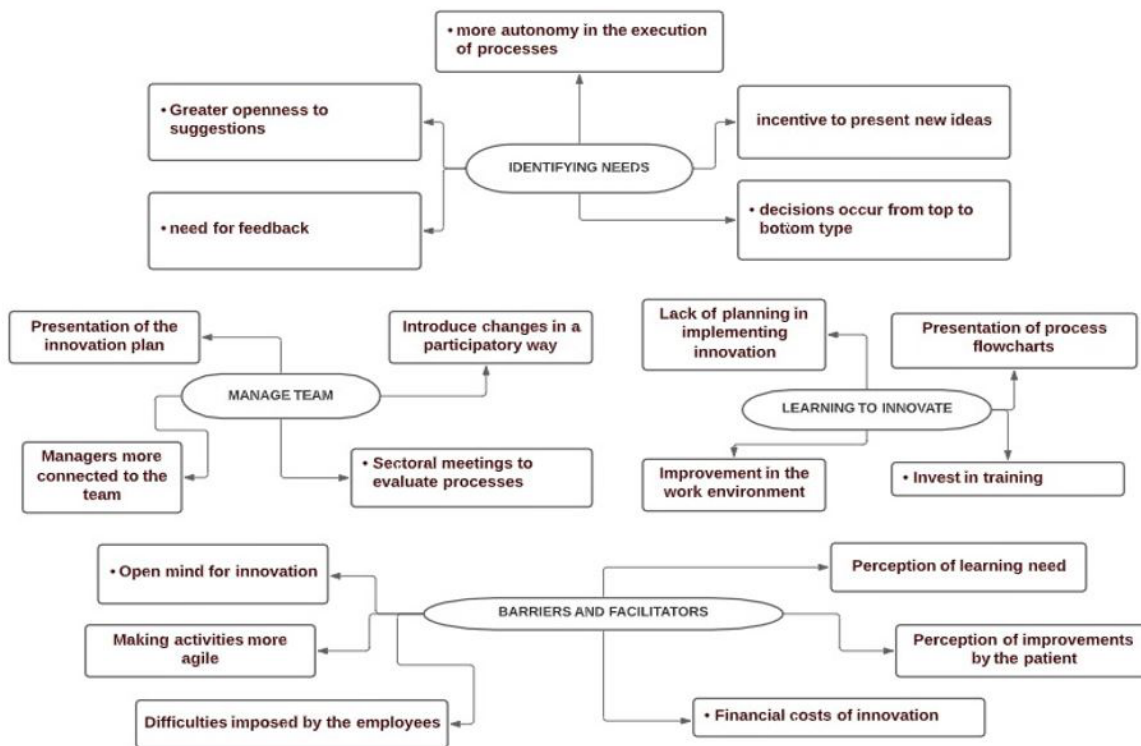 • more autonomy in the execution
of processes
• Greater openness to
suggestions
incentive to present new ideas
IDENTIFYING NEEDS
• need for feedback
• decisions occur from top to
bottom type
Presentation of the
innovation plan
Introduce changes in a
participatory way
MANAGE TEAM
Managers more
connected to the
team
• Sectoral meetings to
evaluate processes
Lack of planning in
implementing
innovation
Presentation of process
flowcharts
LEARNING TO INNOVATE
Improvement in the
work environment
• Invest in training
• Open mind for innovation
Perception of learning need
BARRIERS AND FACILITATORS
Making activities more
agile
Perception of improvements
by the patient
Difficulties imposed by the employees
• Financial costs of innovation